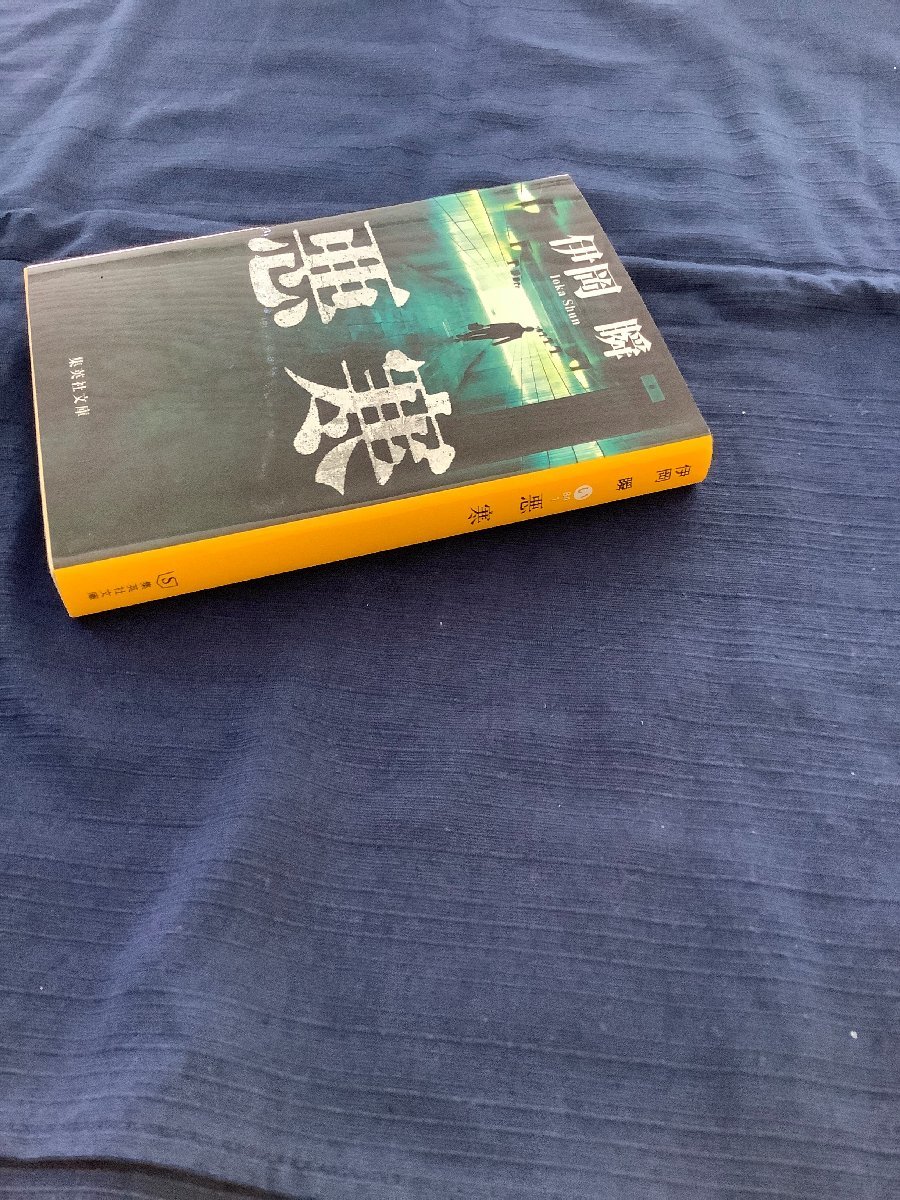 伊岡 瞬
Ioka Shun
悪寒
集英社文庫
伊岡 瞬
悪寒
集英社文庫